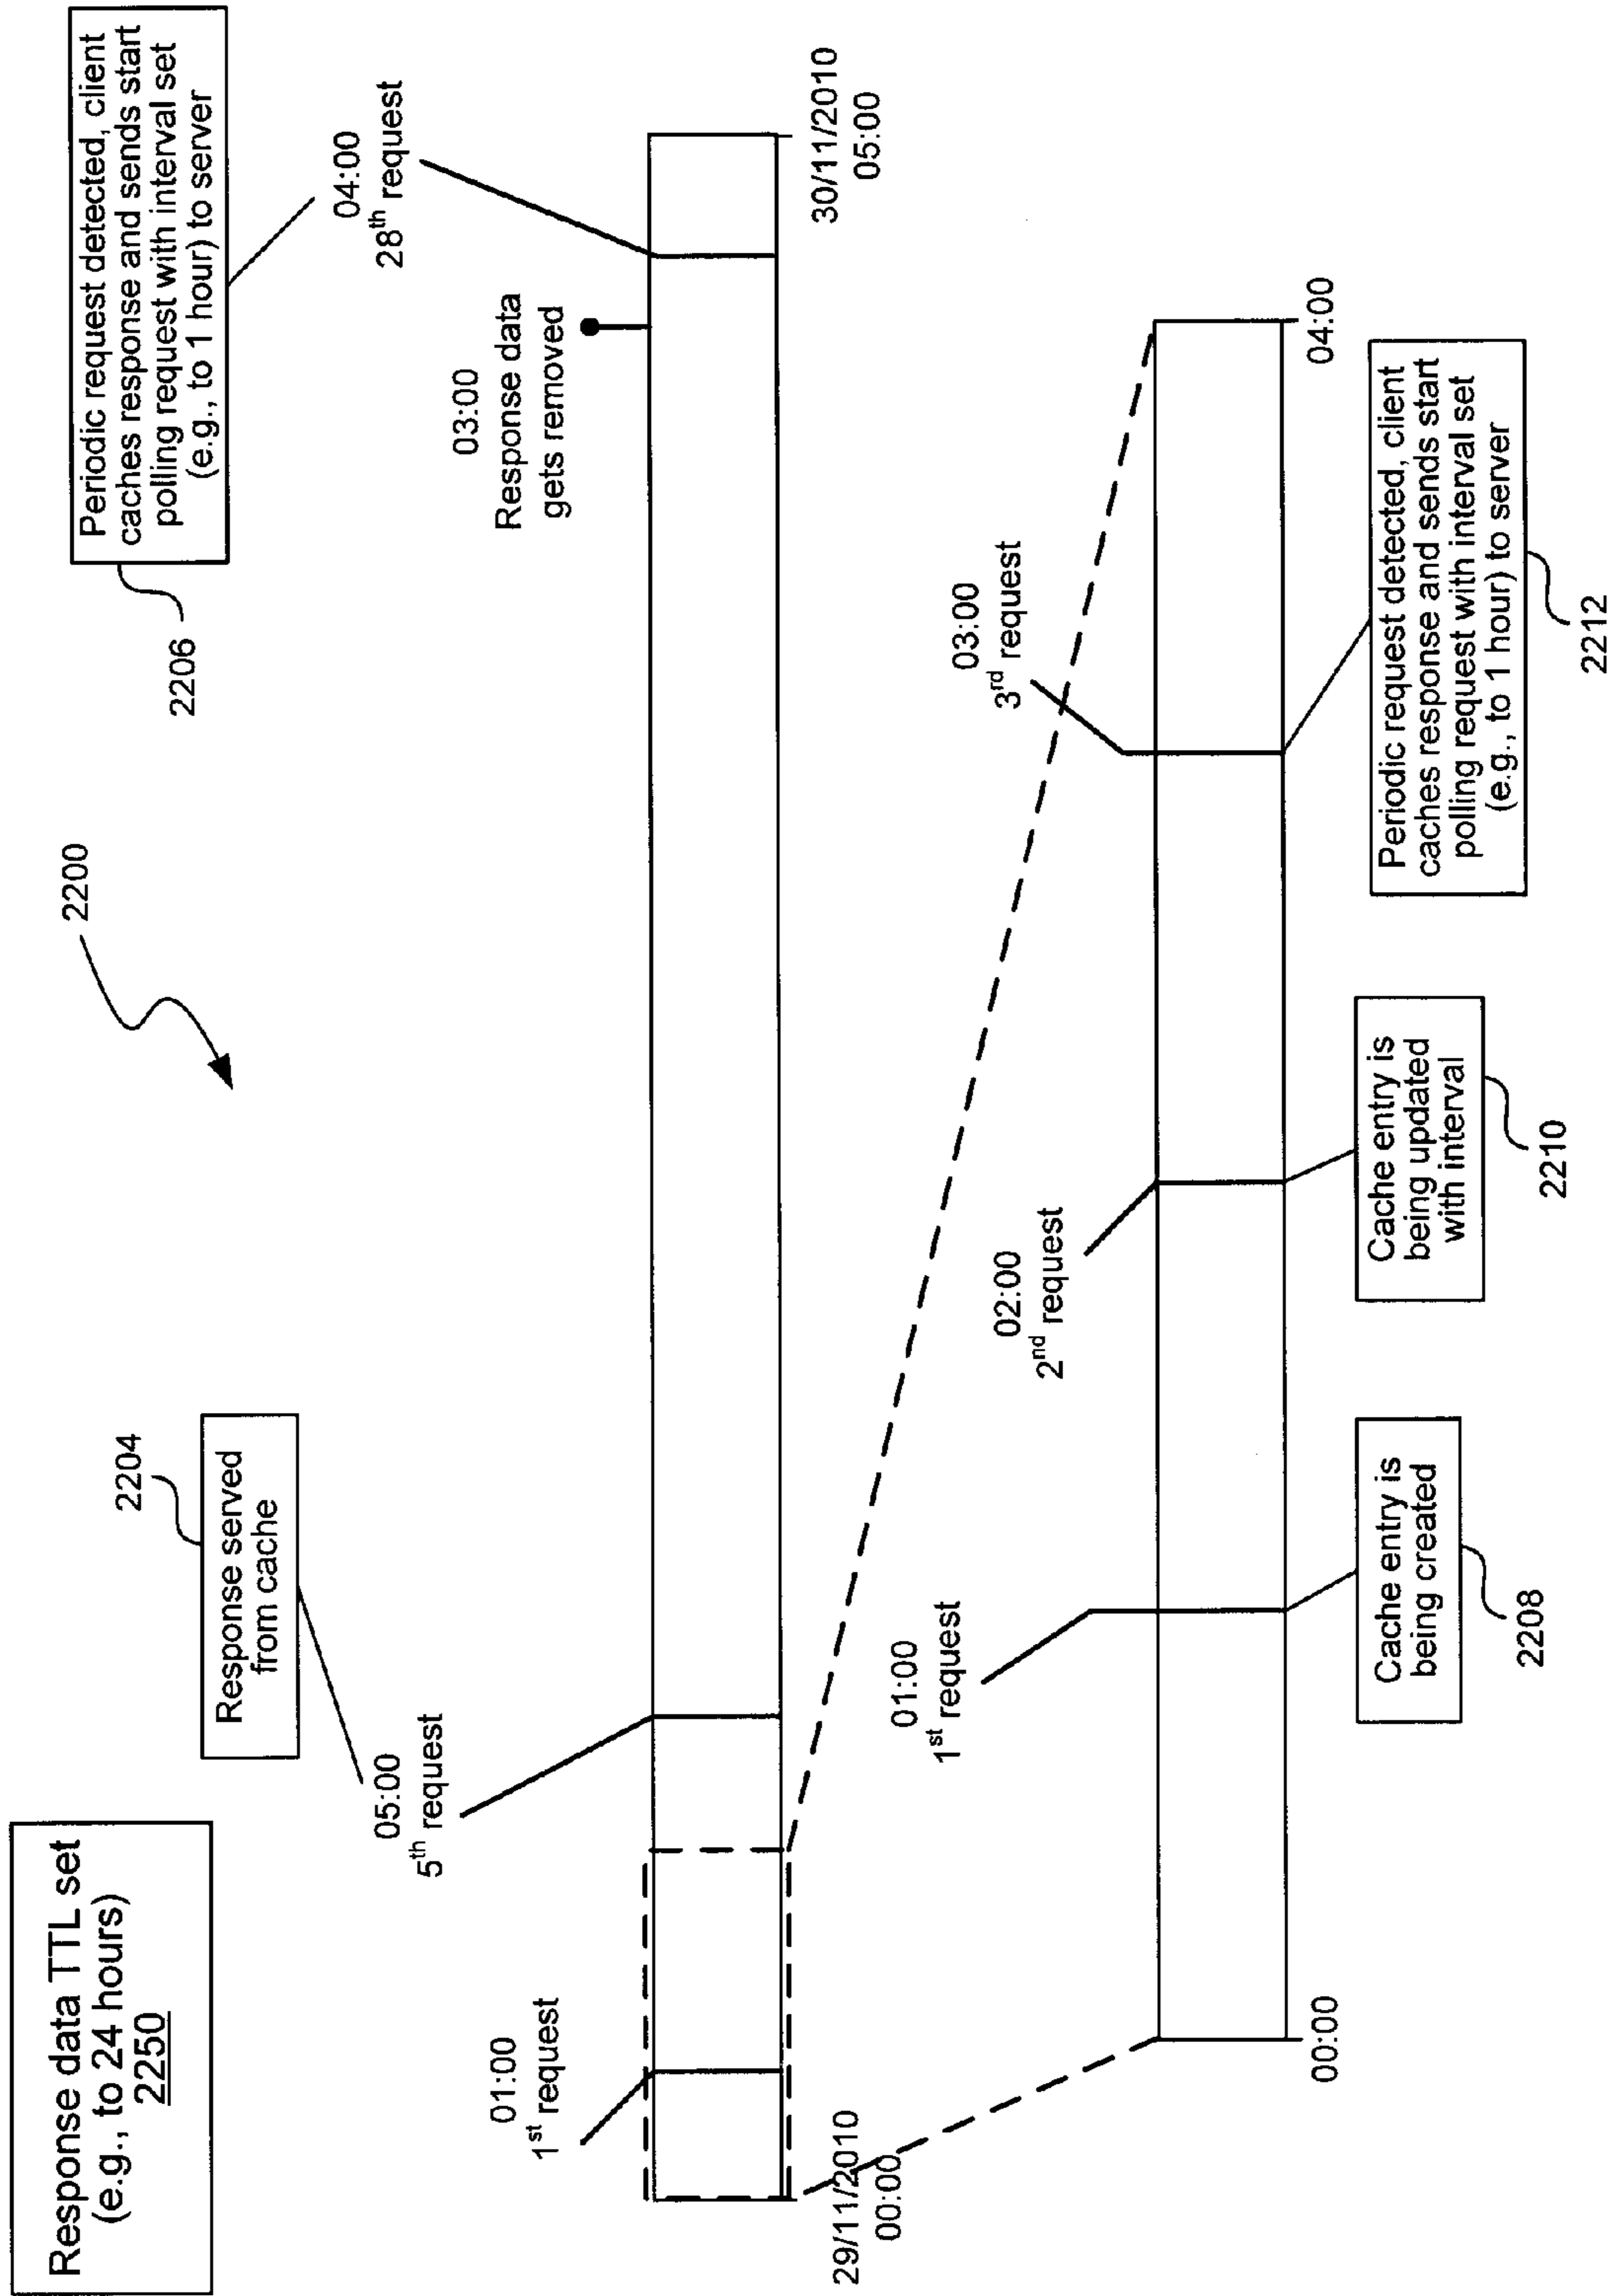 Response data TTL set
(e.g., to 24 hours)
2250
2200
2204
Response served
from cache
2206
Periodic request detected, client
caches response and sends start
polling request with interval set
(e.g., to 1 hour) to server
01:00
1st request
05:00
5th request
03:00
Response data
gets removed
04:00
28th request
29/11/2010
00:00
30/11/2010
05:00
01:00
1st request
02:00
2nd request
03:00
3rd request
00:00
04:00
Cache entry is
being created
2208
Cache entry is
being updated
with interval
2210
Periodic request detected, client
caches response and sends start
polling request with interval set
(e.g., to 1 hour) to server
2212